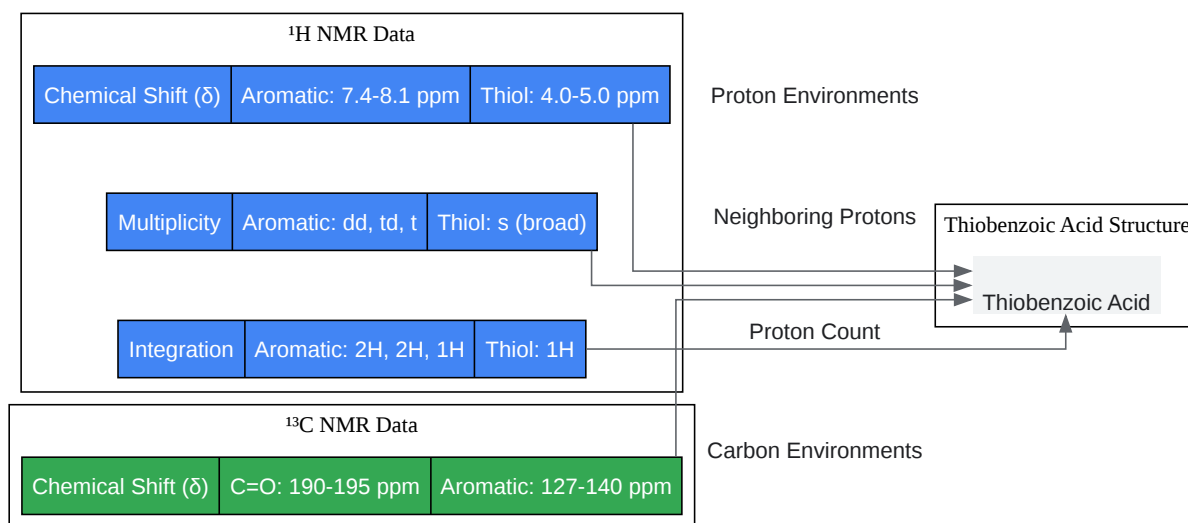 ¹H NMR Data
Chemical Shift (δ) Aromatic: 7.4-8.1 ppm Thiol: 4.0-5.0 ppm
Proton Environments
Multiplicity Aromatic: dd, td, t Thiol: s (broad)
Neighboring Protons
Thiobenzoic Acid Structure
Thiobenzoic Acid
Integration Aromatic: 2H, 2H, 1H Thiol: 1H
Proton Count
¹³C NMR Data
Carbon Environments
Chemical Shift (δ) C=O: 190-195 ppm Aromatic: 127-140 ppm